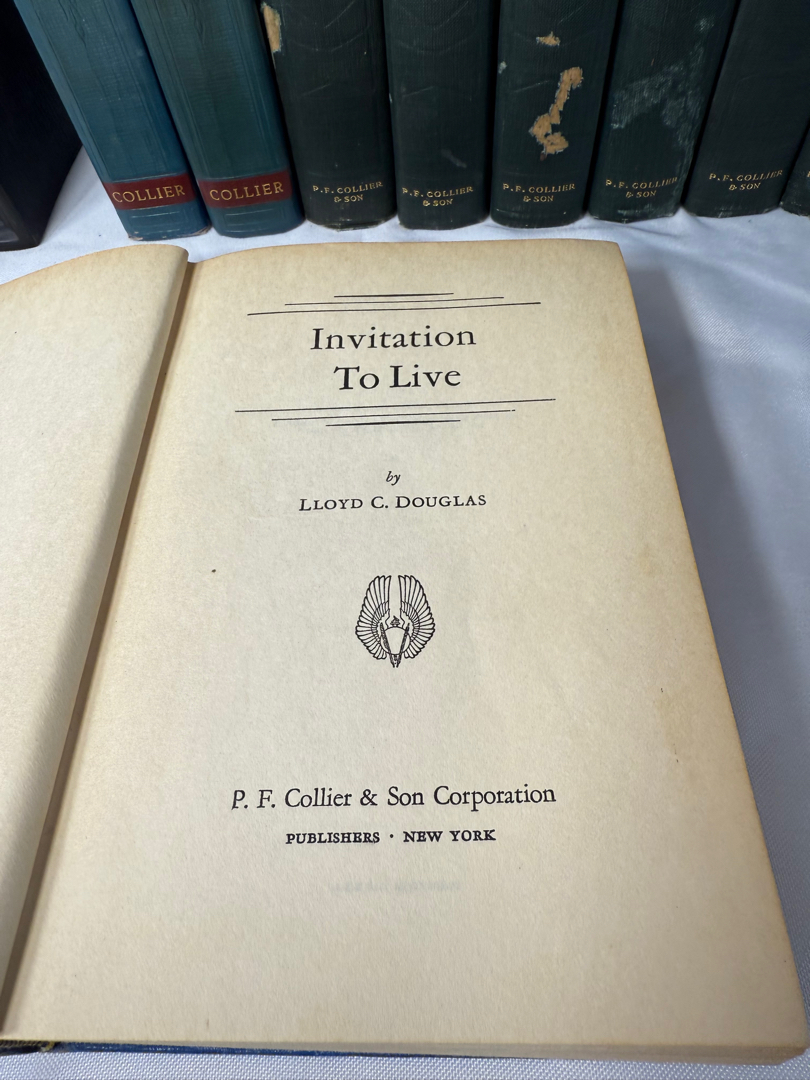 COLLIER
COLLIER
P. F. COLLIER
& SON
P. F. COLLIER
& SON
P. F. COLLIER
& SON
P. F. COLLIER
& SON
P. F. COLLIER
& SON
Invitation
To Live
by
LLOYD C. DOUGLAS
P. F. Collier & Son Corporation
PUBLISHERS · NEW YORK